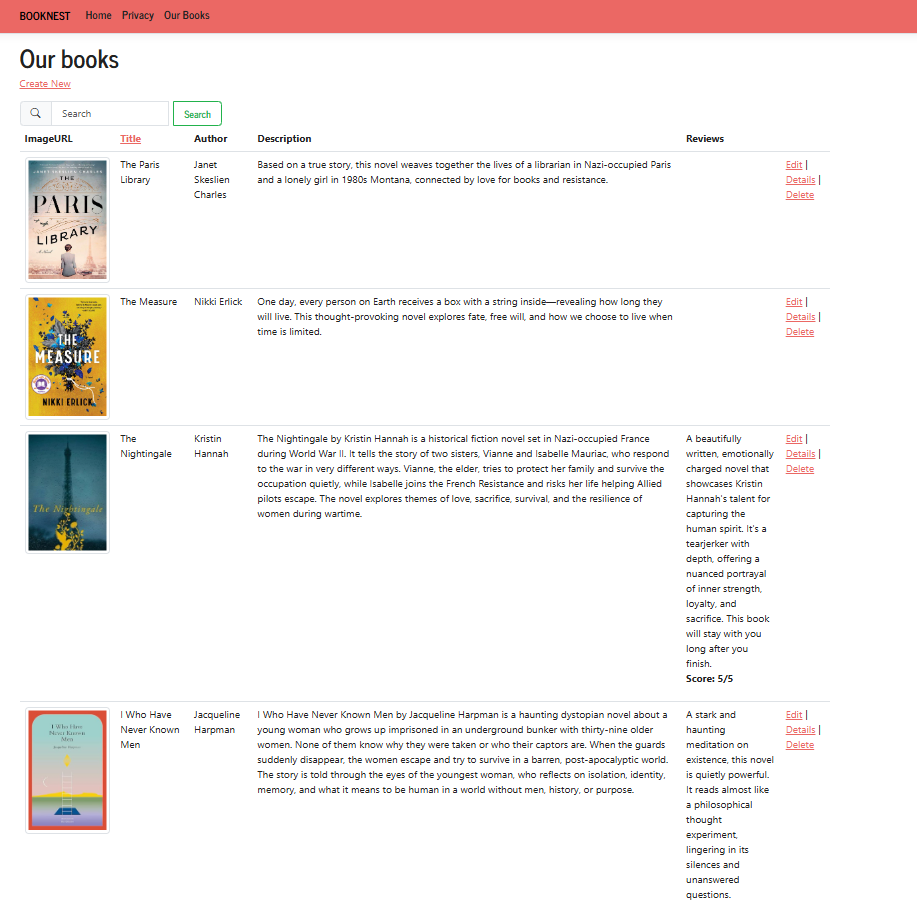 BOOKNEST Home Privacy Our Books
Our books
Create New
Search Search
ImageURL Title Author Description Reviews
THE
PARIS
LIBRARY
A Novel
The Paris
Library
Janet
Skeslien
Charles
Based on a true story, this novel weaves together the lives of a librarian in Nazi-occupied Paris
and a lonely girl in 1980s Montana, connected by love for books and resistance.
Edit |
Details |
Delete
THE
MEASURE
NIKKI ERLICK
The Measure
Nikki Erlick
One day, every person on Earth receives a box with a string inside—revealing how long they
will live. This thought-provoking novel explores fate, free will, and how we choose to live when
time is limited.
Edit |
Details |
Delete
The Nightingale
The
Nightingale
Kristin
Hannah
The Nightingale by Kristin Hannah is a historical fiction novel set in Nazi-occupied France
during World War II. It tells the story of two sisters, Vianne and Isabelle Mauriac, who respond
to the war in very different ways. Vianne, the elder, tries to protect her family and survive the
occupation quietly, while Isabelle joins the French Resistance and risks her life helping Allied
pilots escape. The novel explores themes of love, sacrifice, survival, and the resilience of
women during wartime.
A beautifully
written, emotionally
charged novel that
showcases Kristin
Hannah's talent for
capturing the
human spirit. It's a
tearjerker with
depth, offering a
nuanced portrayal
of inner strength,
loyalty, and
sacrifice. This book
will stay with you
long after you
finish.
Score: 5/5
Edit |
Details |
Delete
I Who Have
Never Known
Men
I Who Have
Never Known
Men
Jacqueline
Harpman
I Who Have Never Known Men by Jacqueline Harpman is a haunting dystopian novel about a
young woman who grows up imprisoned in an underground bunker with thirty-nine older
women. None of them know why they were taken or who their captors are. When the guards
suddenly disappear, the women escape and try to survive in a barren, post-apocalyptic world.
The story is told through the eyes of the youngest woman, who reflects on isolation, identity,
memory, and what it means to be human in a world without men, history, or purpose.
A stark and
haunting
meditation on
existence, this novel
is quietly powerful.
It reads almost like
a philosophical
thought
experiment,
lingering in its
silences and
unanswered
questions.
Edit |
Details |
Delete